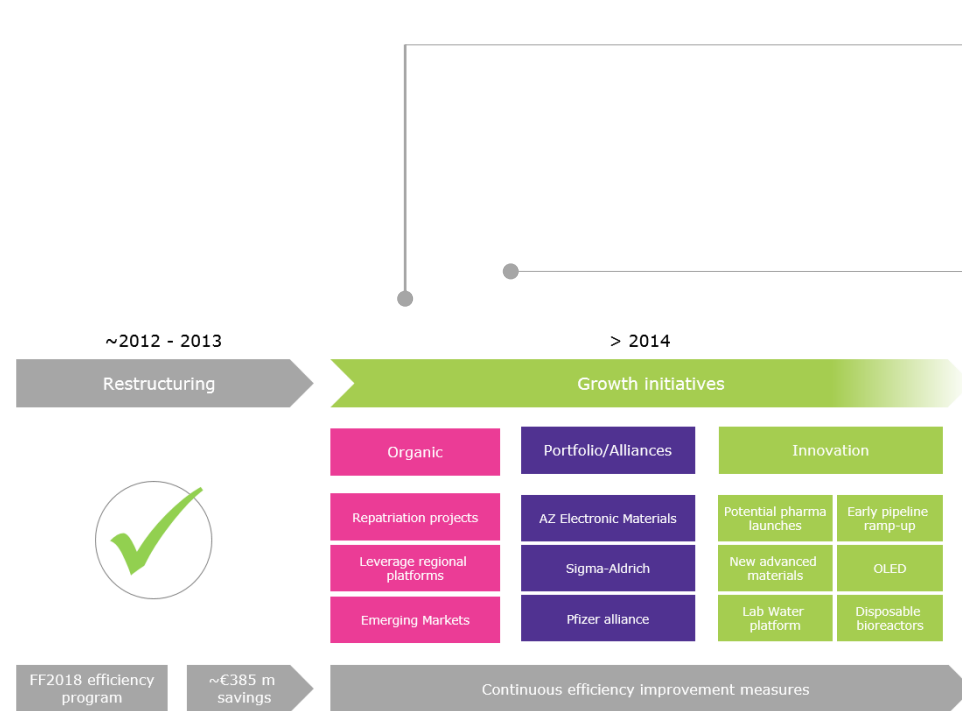 ~2012 - 2013
> 2014
Restructuring
Growth initiatives
Organic
Portfolio/Alliances
Innovation
Repatriation projects
AZ Electronic Materials
Potential pharma
launches
Early pipeline
ramp-up
Leverage regional
platforms
Sigma-Aldrich
New advanced
materials
OLED
Emerging Markets
Pfizer alliance
Lab Water
platform
Disposable
bioreactors
FF2018 efficiency
program
~€385 m
savings
Continuous efficiency improvement measures